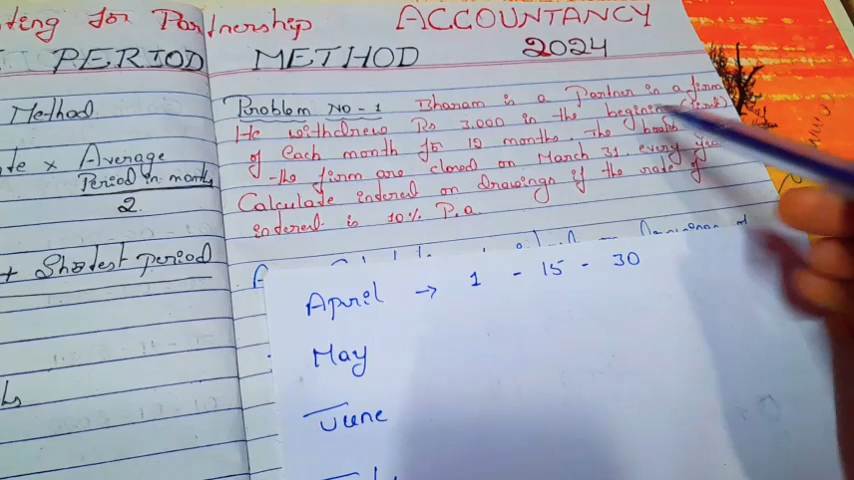 ting for Partnership
PERIOD
Method
te × Average
Period in months
2
+ Shortest period
ACCOUNTANCY
METHOD 2024
Problem NO - 1 Dharam is a Partner in a firm
He withdrew Rs 3.000 in the begining (first)
of each month for 12 months. The books
the firm are closed on March 31 every year
Calculate interest on drawings if the rate of
interest is 10% P.a.
April → 1 - 15 - 30
May
June